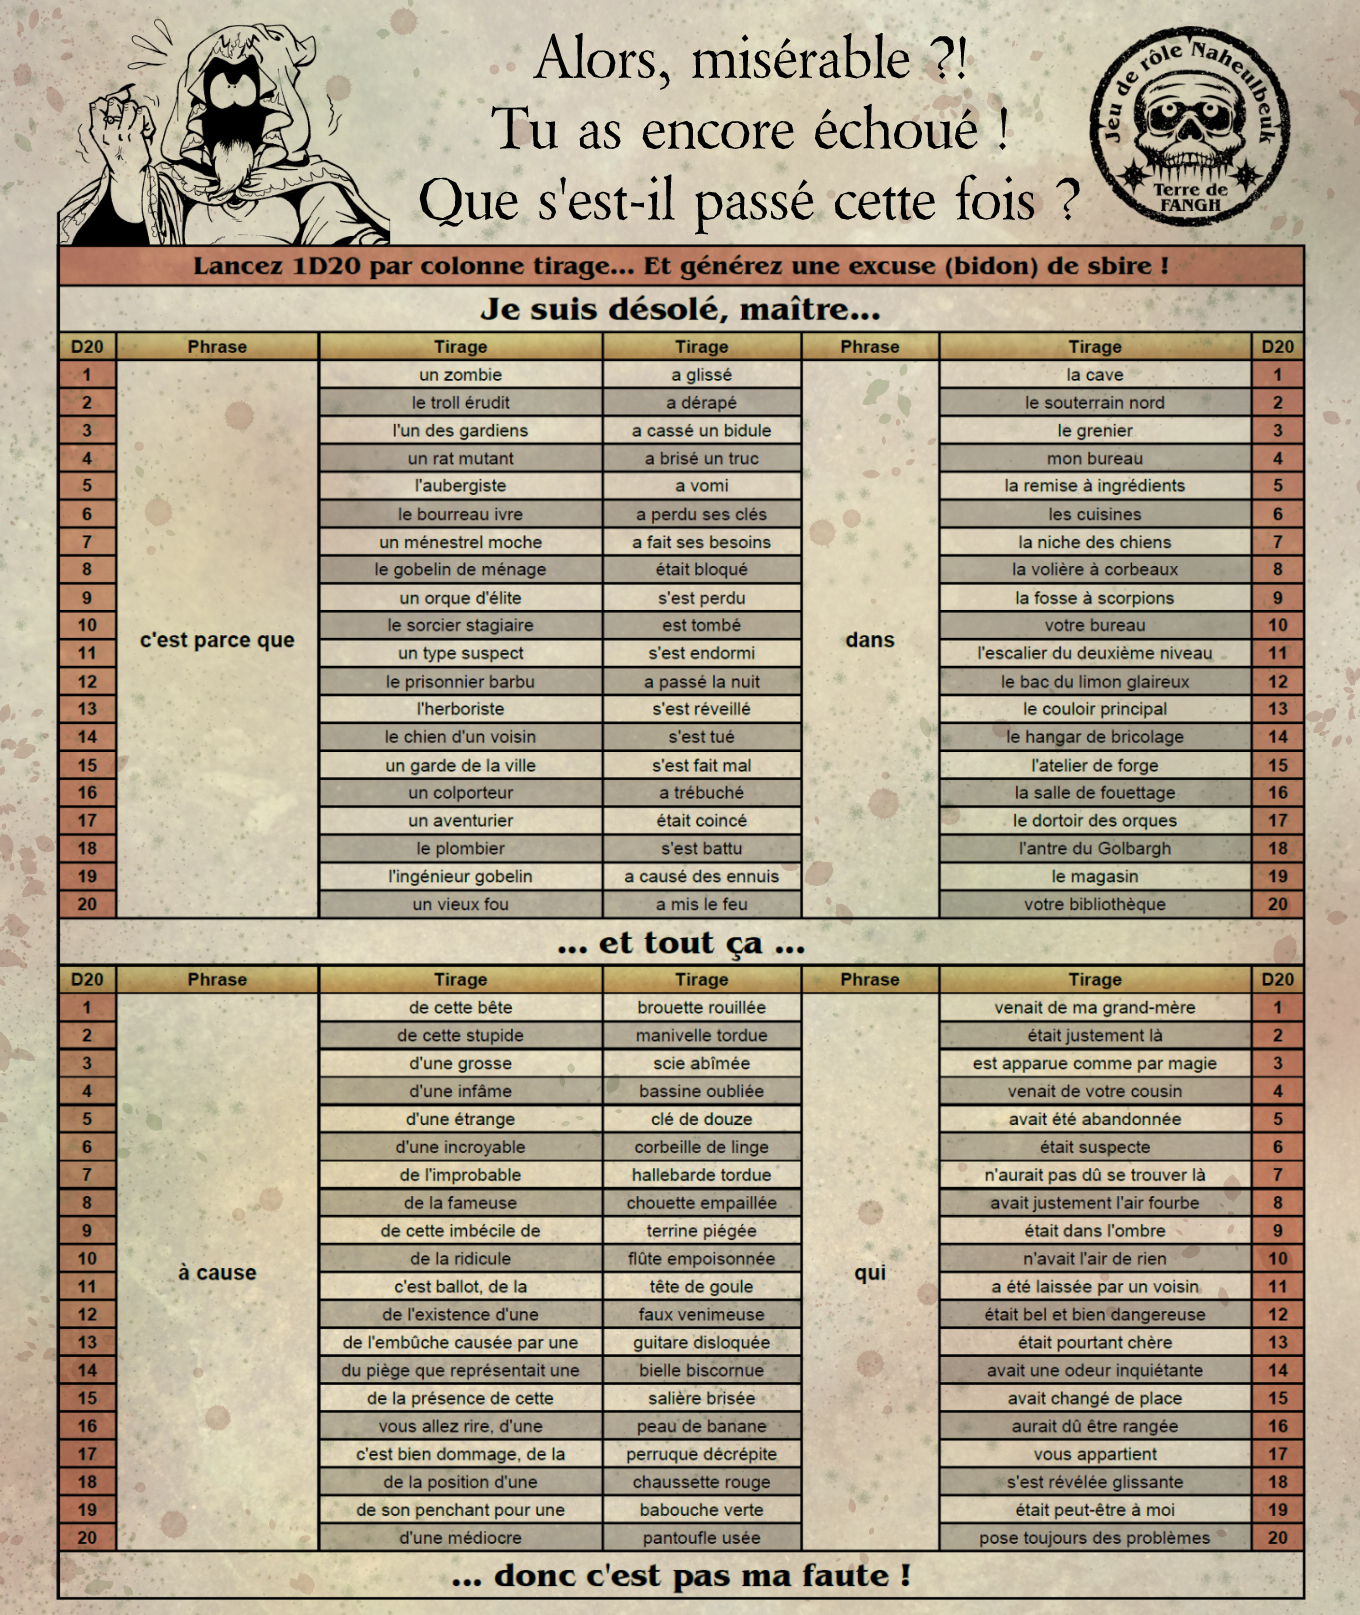 Alors, misérable ?!
Tu as encore échoué !
Que s'est-il passé cette fois ?
Jeu de rôle Naheulbeuk
Terre de
FANGH
Lancez 1D20 par colonne tirage... Et générez une excuse (bidon) de sbire !
Je suis désolé, maître...
D20 Phrase Tirage Tirage Phrase Tirage D20
1 un zombie a glissé la cave 1
2 le troll érudit a dérapé le souterrain nord 2
3 l'un des gardiens a cassé un bidule le grenier 3
4 un rat mutant a brisé un truc mon bureau 4
5 l'aubergiste a vomi la remise à ingrédients 5
6 le bourreau ivre a perdu ses clés les cuisines 6
7 un ménestrel moche a fait ses besoins la niche des chiens 7
8 le gobelin de ménage était bloqué la volière à corbeaux 8
9 un orque d'élite s'est perdu la fosse à scorpions 9
10 le sorcier stagiaire est tombé votre bureau 10
c'est parce que dans
11 un type suspect s'est endormi l'escalier du deuxième niveau 11
12 le prisonnier barbu a passé la nuit le bac du limon glaireux 12
13 l'herboriste s'est réveillé le couloir principal 13
14 le chien d'un voisin s'est tué le hangar de bricolage 14
15 un garde de la ville s'est fait mal l'atelier de forge 15
16 un colporteur a trébuché la salle de fouettage 16
17 un aventurier était coincé le dortoir des orques 17
18 le plombier s'est battu l'antre du Golbargh 18
19 l'ingénieur gobelin a causé des ennuis le magasin 19
20 un vieux fou a mis le feu votre bibliothèque 20
... et tout ça ...
D20 Phrase Tirage Tirage Phrase Tirage D20
1 de cette bête brouette rouillée venait de ma grand-mère 1
2 de cette stupide manivelle tordue était justement là 2
3 d'une grosse scie abîmée est apparue comme par magie 3
4 d'une infâme bassine oubliée venait de votre cousin 4
5 d'une étrange clé de douze avait été abandonnée 5
6 d'une incroyable corbeille de linge était suspecte 6
7 de l'improbable hallebarde tordue n'aurait pas dû se trouver là 7
8 de la fameuse chouette empaillée avait justement l'air fourbe 8
9 de cette imbécile de terrine piégée était dans l'ombre 9
10 de la ridicule flûte empoisonnée n'avait l'air de rien 10
à cause qui
11 c'est ballot, de la tête de goule a été laissée par un voisin 11
12 de l'existence d'une faux venimeuse était bel et bien dangereuse 12
13 de l'embûche causée par une guitare disloquée était pourtant chère 13
14 du piège que représentait une bielle biscornue avait une odeur inquiétante 14
15 de la présence de cette salière brisée avait changé de place 15
16 vous allez rire, d'une peau de banane aurait dû être rangée 16
17 c'est bien dommage, de la perruque décrépite vous appartient 17
18 de la position d'une chaussette rouge s'est révélée glissante 18
19 de son penchant pour une babouche verte était peut-être à moi 19
20 d'une médiocre pantoufle usée pose toujours des problèmes 20
... donc c'est pas ma faute !